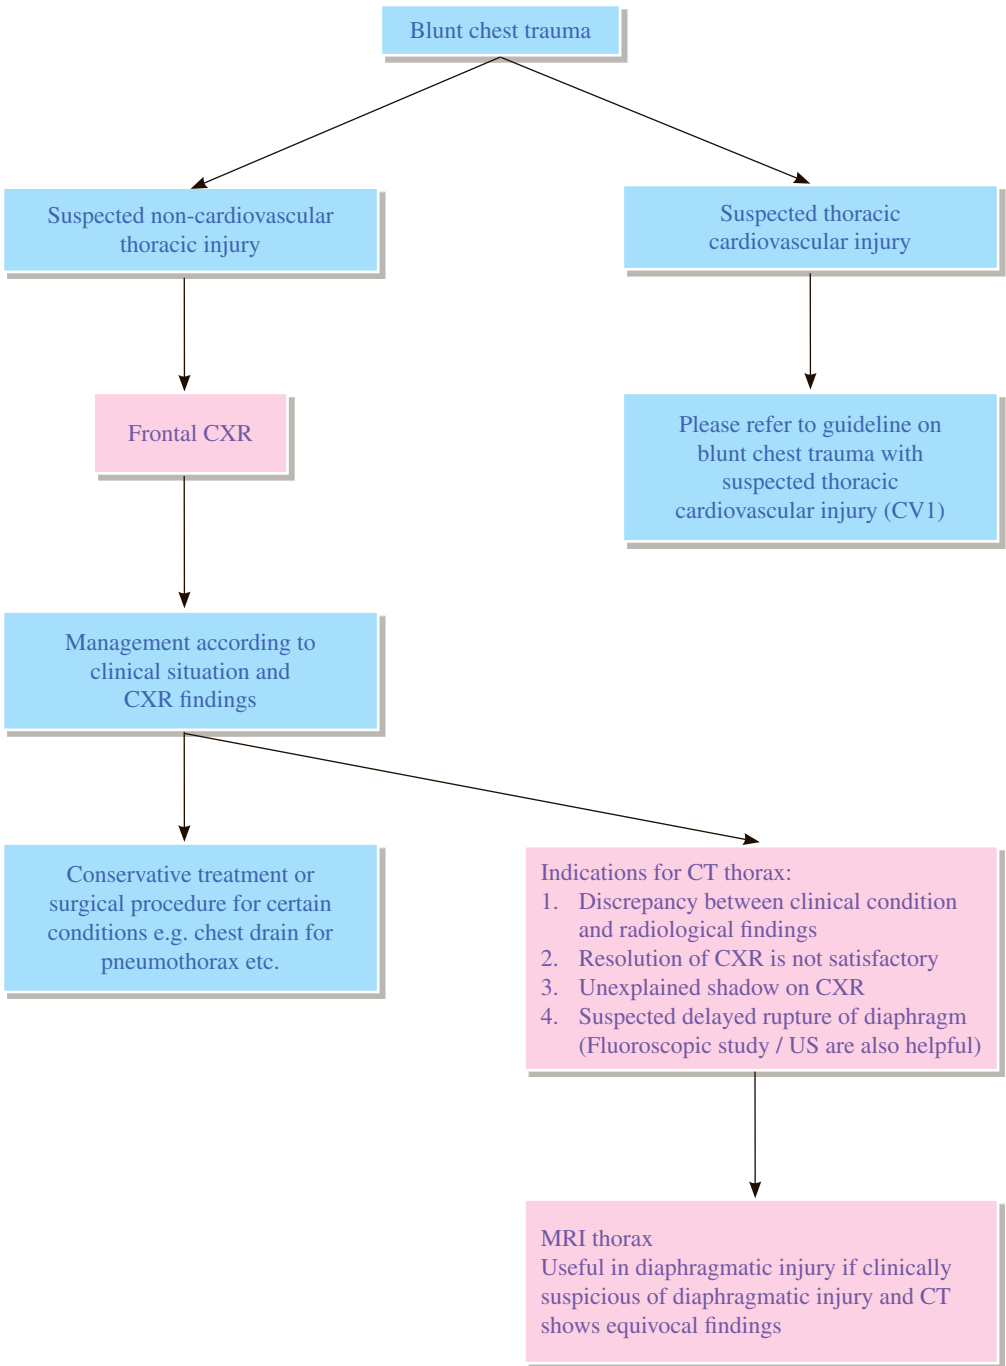 Blunt chest trauma
Suspected non-cardiovascular
thoracic injury
Suspected thoracic
cardiovascular injury
Frontal CXR
Please refer to guideline on
blunt chest trauma with
suspected thoracic
cardiovascular injury (CV1)
Management according to
clinical situation and
CXR findings
Conservative treatment or
surgical procedure for certain
conditions e.g. chest drain for
pneumothorax etc.
Indications for CT thorax:
1. Discrepancy between clinical condition
and radiological findings
2. Resolution of CXR is not satisfactory
3. Unexplained shadow on CXR
4. Suspected delayed rupture of diaphragm
(Fluoroscopic study / US are also helpful)
MRI thorax
Useful in diaphragmatic injury if clinically
suspicious of diaphragmatic injury and CT
shows equivocal findings